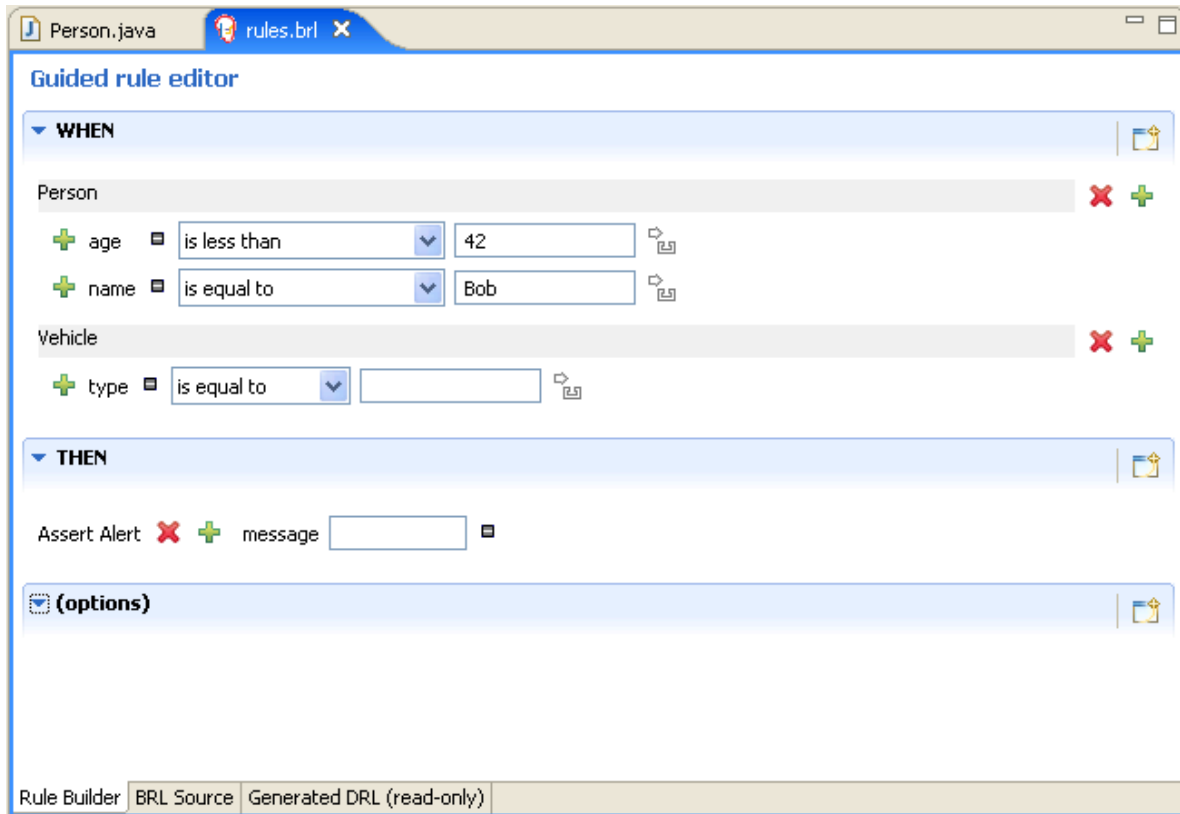 Person.java rules.brl
Guided rule editor
WHEN
Person
age is less than 42
name is equal to Bob
Vehicle
type is equal to
THEN
Assert Alert message
(options)
Rule Builder BRL Source Generated DRL (read-only)